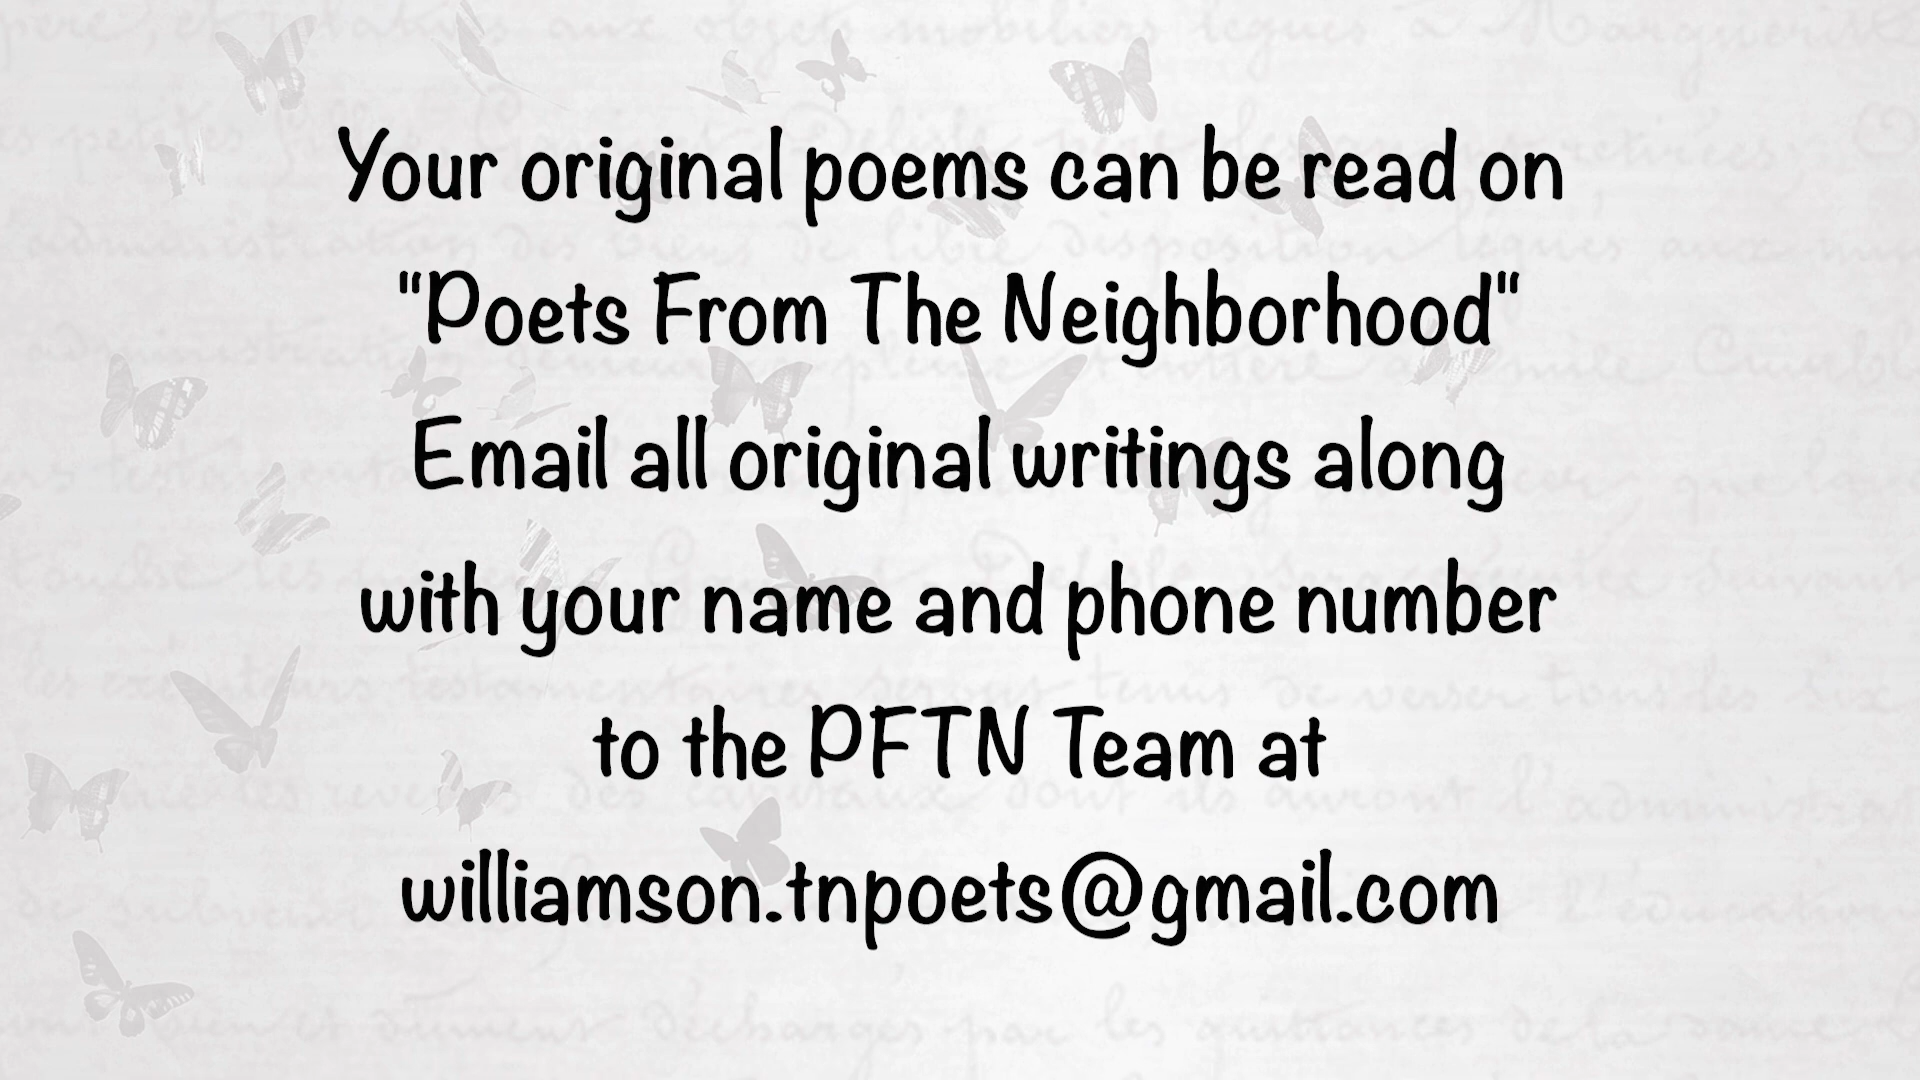 Your original poems can be read on
"Poets From The Neighborhood"
Email all original writings along
with your name and phone number
to the PFTN Team at
williamson.tnpoets@gmail.com